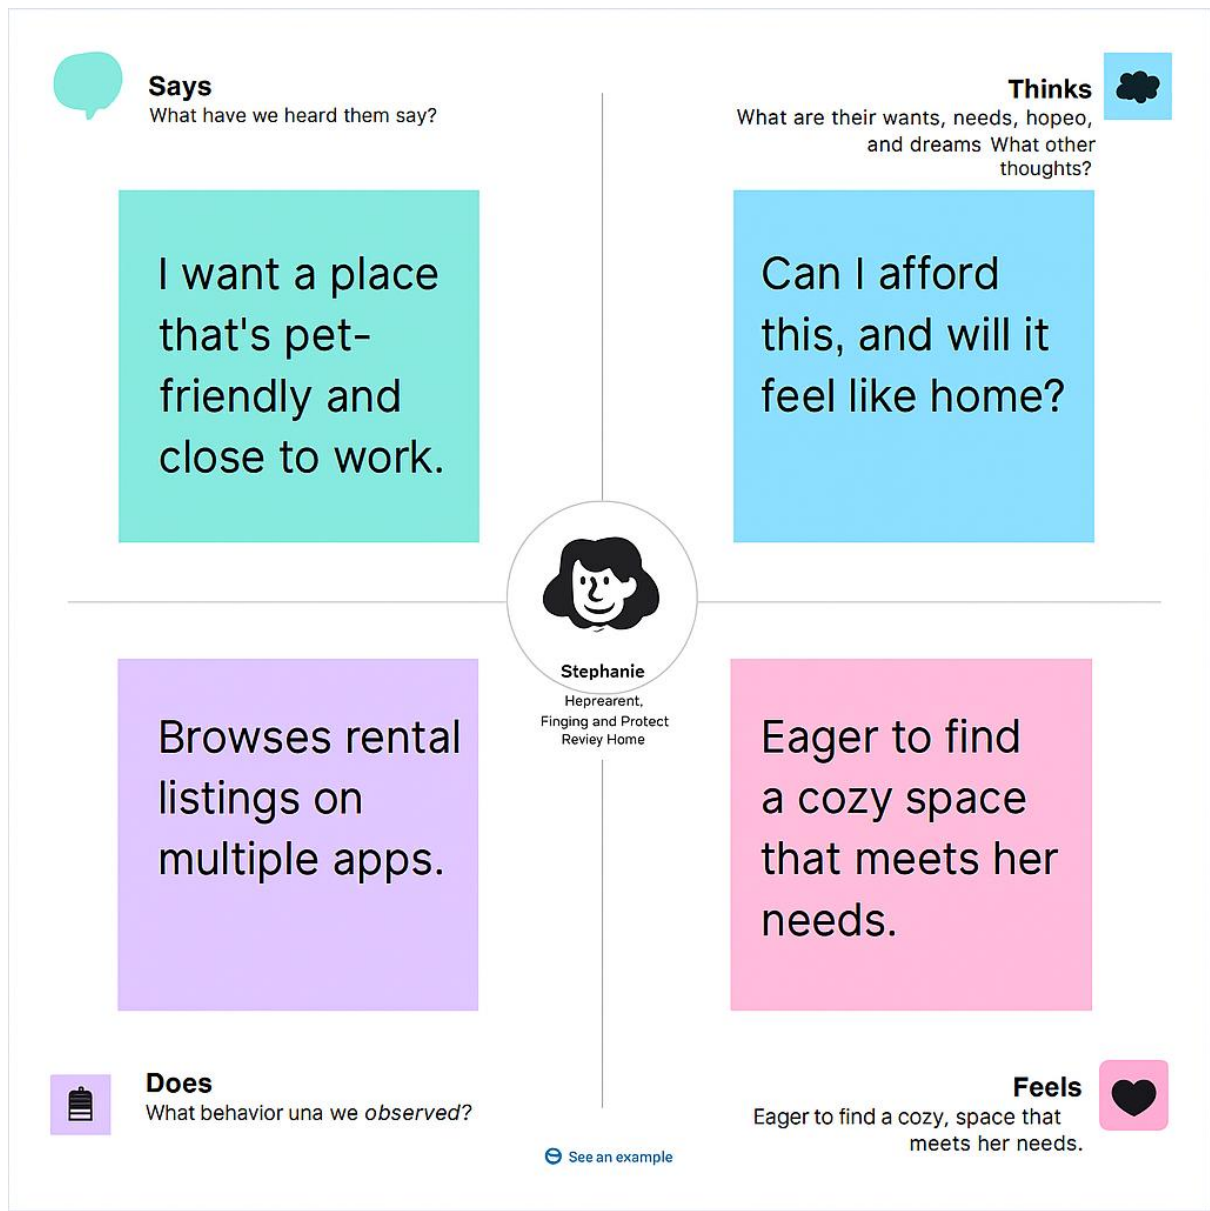 Says
What have we heard them say?
Thinks
What are their wants, needs, hopeo,
and dreams What other
thoughts?
I want a place
that's pet-
friendly and
close to work.
Can I afford
this, and will it
feel like home?
Stephanie
Heprearent,
Finging and Protect
Reviey Home
Browses rental
listings on
multiple apps.
Eager to find
a cozy space
that meets her
needs.
Does
What behavior una we observed?
Feels
Eager to find a cozy, space that
meets her needs.
See an example